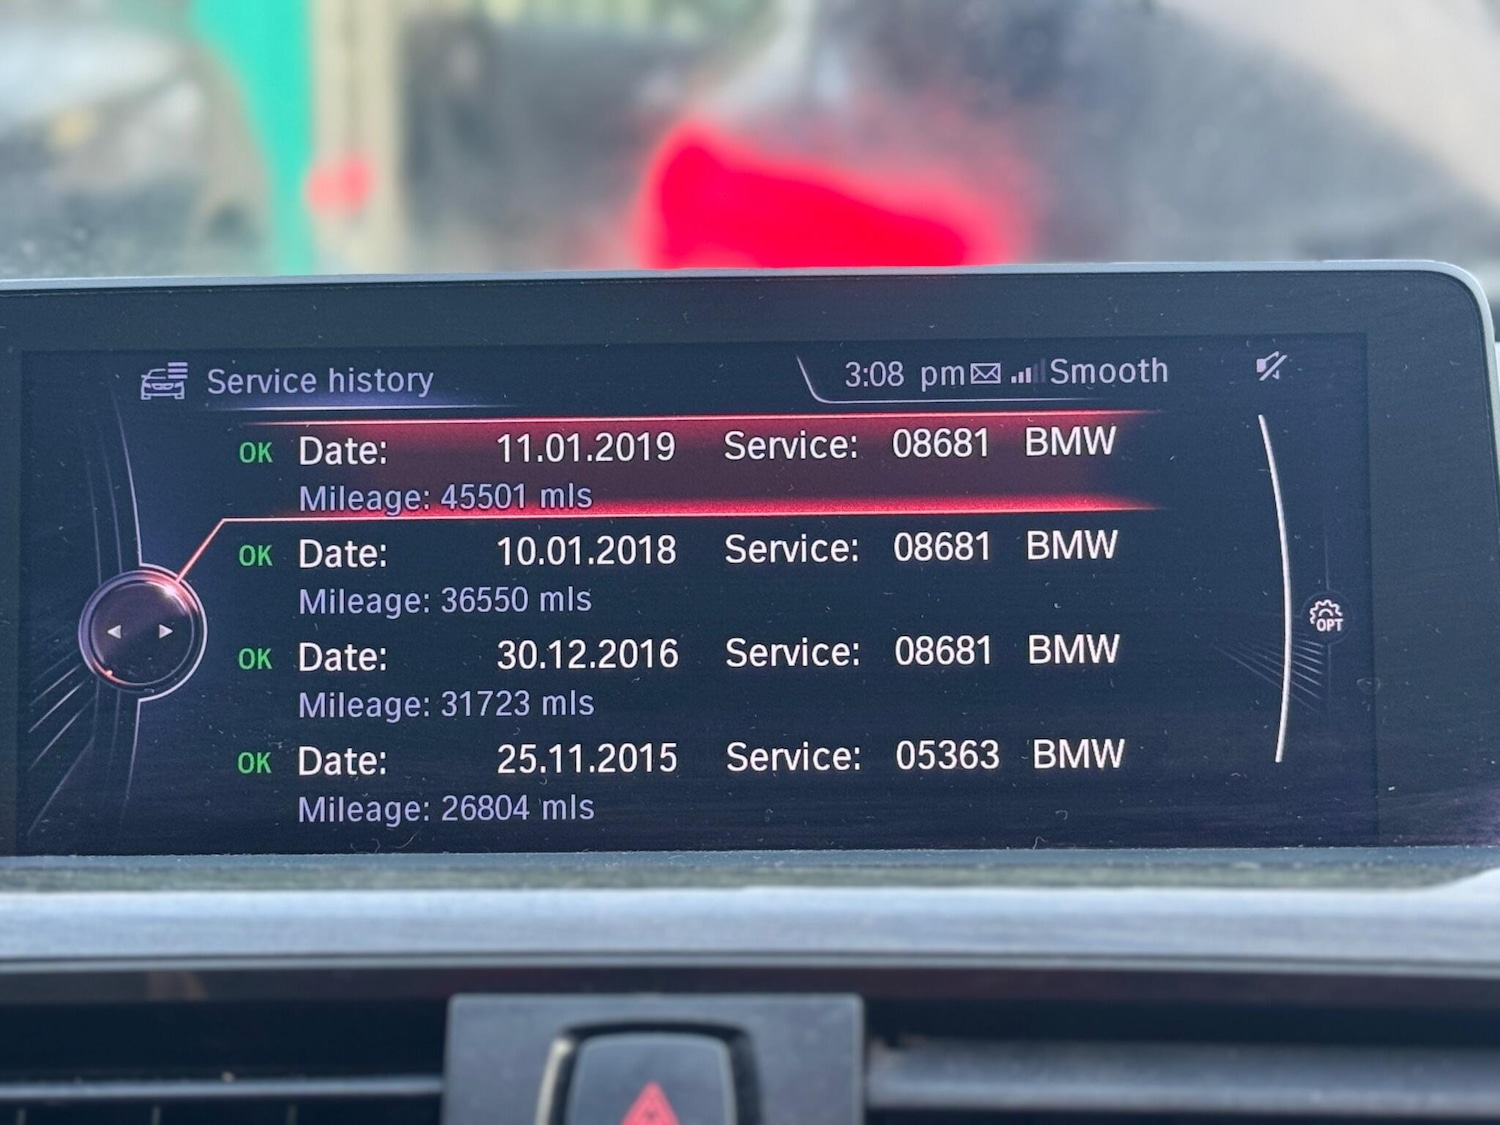 Service history 3:08 pm Smooth
OK Date: 11.01.2019 Service: 08681 BMW
Mileage: 45501 mls
OK Date: 10.01.2018 Service: 08681 BMW
Mileage: 36550 mls
OK Date: 30.12.2016 Service: 08681 BMW
Mileage: 31723 mls
OPT
OK Date: 25.11.2015 Service: 05363 BMW
Mileage: 26804 mls